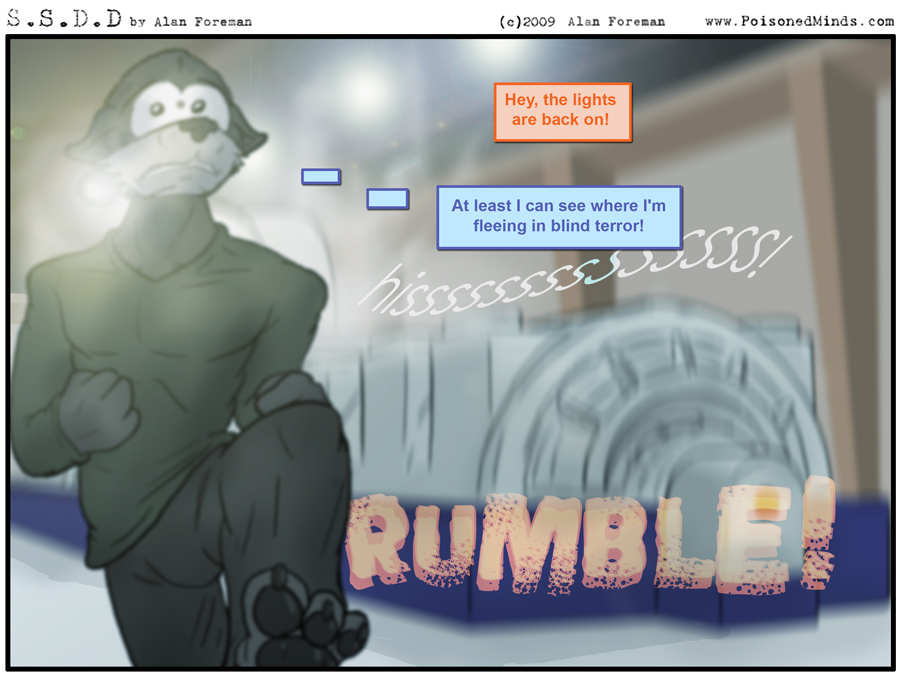 S.S.D.D by Alan Foreman (c)2009 Alan Foreman www.PoisonedMinds.com
Hey, the lights
are back on!
At least I can see where I'm
fleeing in blind terror!
hissssssssssssss!
RUMBLE!